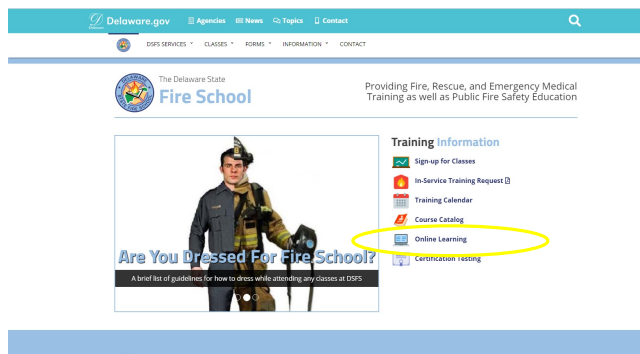 Delaware.gov Agencies News Topics Contact
DSFS SERVICES CLASSES FORMS INFORMATION CONTACT
The Delaware State
Fire School
Providing Fire, Rescue, and Emergency Medical
Training as well as Public Fire Safety Education
Training Information
Sign-up for Classes
In-Service Training Request
Training Calendar
Course Catalog
Online Learning
Certification Testing
Are You Dressed For Fire School?
A brief list of guidelines for how to dress while attending any classes at DSFS